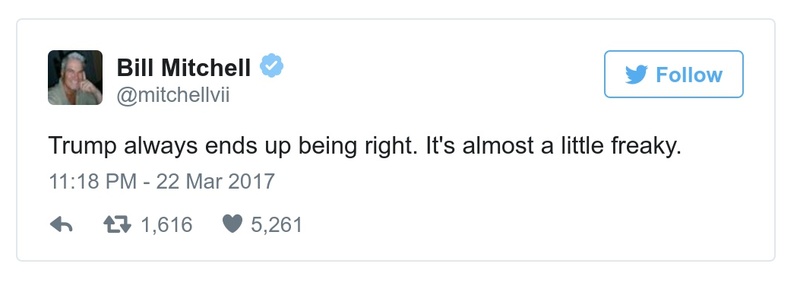 Bill Mitchell
Follow
@mitchellvii
Trump always ends up being right. It's almost a little freaky.
11:18 PM - 22 Mar 2017
1,616 5,261